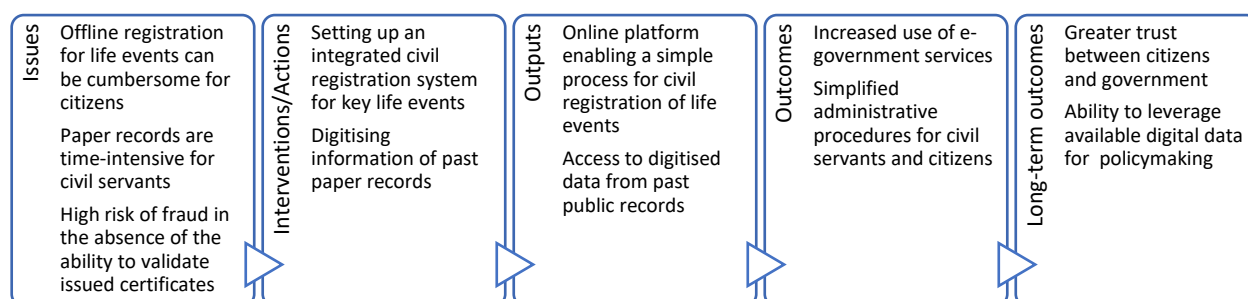 Issues
Offline registration
for life events can
be cumbersome for
citizens
Paper records are
time-intensive for
civil servants
High risk of fraud in
the absence of the
ability to validate
issued certificates
Interventions/Actions
Setting up an
integrated civil
registration system
for key life events
Digitising
information of past
paper records
Outputs
Online platform
enabling a simple
process for civil
registration of life
events
Access to digitised
data from past
public records
Outcomes
Increased use of e-
government services
Simplified
administrative
procedures for civil
servants and citizens
Long-term outcomes
Greater trust
between citizens
and government
Ability to leverage
available digital data
for policymaking